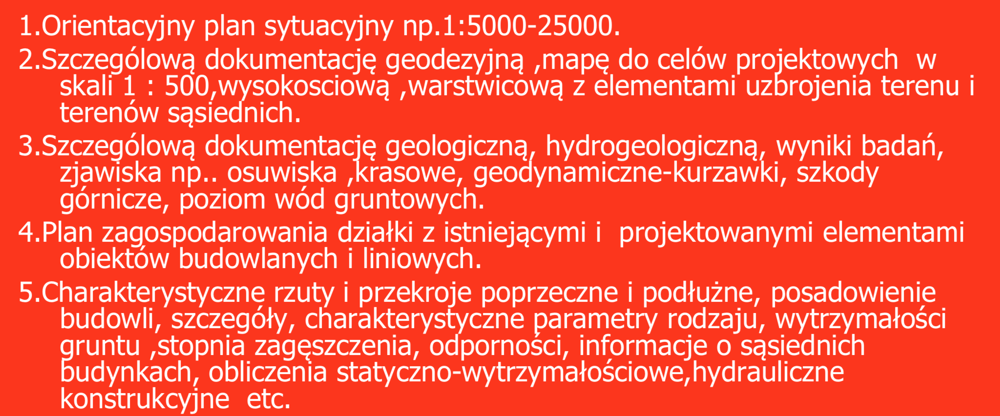 1.Orientacyjny plan sytuacyjny np.1:5000-25000.
2.Szczególową dokumentację geodezyjną ,mapę do celów projektowych  w
skali 1 : 500,wysokosciową ,warstwicową z elementami uzbrojenia terenu i
terenów sąsiednich.
3.Szczególową dokumentację geologiczną, hydrogeologiczną, wyniki badań,
zjawiska np.. osuwiska ,krasowe, geodynamiczne-kurzawki, szkody
górnicze, poziom wód gruntowych.
4.Plan zagospodarowania działki z istniejącymi i  projektowanymi elementami
obiektów budowlanych i liniowych.
5.Charakterystyczne rzuty i przekroje poprzeczne i podłużne, posadowienie
budowli, szczegóły, charakterystyczne parametry rodzaju, wytrzymałości
gruntu ,stopnia zagęszczenia, odporności, informacje o sąsiednich
budynkach, obliczenia statyczno-wytrzymałościowe,hydrauliczne
konstrukcyjne  etc.